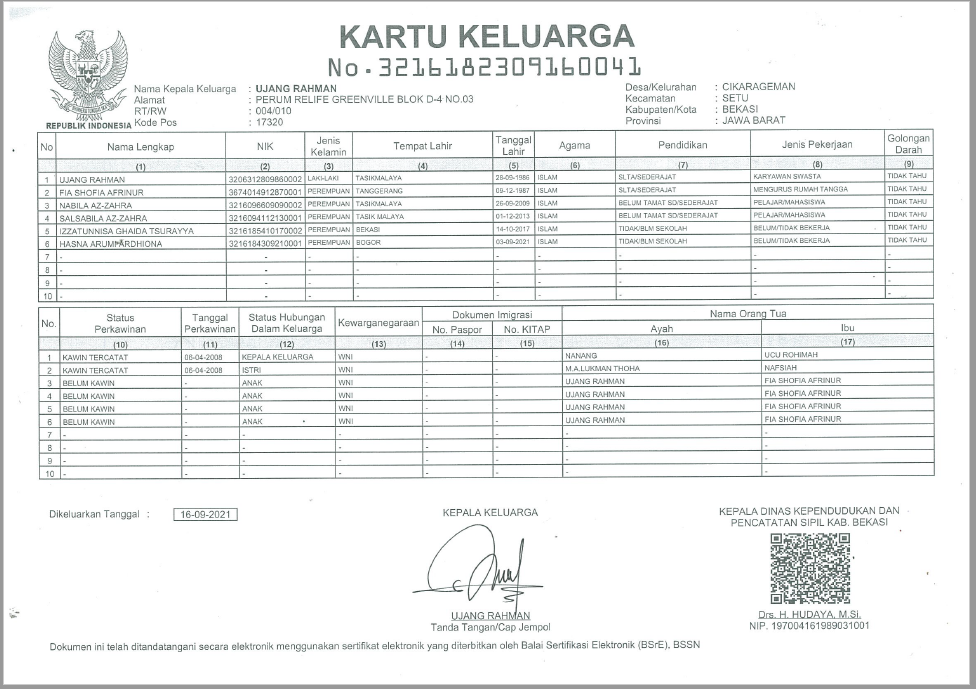 KARTU KELUARGA
No.3216182309160041
REPUBLIK INDONESIA
Nama Kepala Keluarga : UJANG RAHMAN
Alamat : PERUM RELIFE GREENVILLE BLOK D-4 NO.03
RT/RW : 004/010
Kode Pos : 17320
Desa/Kelurahan : CIKARAGEMAN
Kecamatan : SETU
Kabupaten/Kota : BEKASI
Provinsi : JAWA BARAT
No Nama Lengkap NIK Jenis Kelamin Tempat Lahir Tanggal Lahir Agama Pendidikan Jenis Pekerjaan Golongan Darah
(1) (2) (3) (4) (5) (6) (7) (8) (9)
1 UJANG RAHMAN 3206312809860002 LAKI-LAKI TASIKMALAYA 28-09-1986 ISLAM SLTA/SEDERAJAT KARYAWAN SWASTA TIDAK TAHU
2 FIA SHOFIA AFRINUR 3674014912870001 PEREMPUAN TANGGERANG 09-12-1987 ISLAM SLTA/SEDERAJAT MENGURUS RUMAH TANGGA TIDAK TAHU
3 NABILA AZ-ZAHRA 3216096609090002 PEREMPUAN TASIKMALAYA 26-09-2009 ISLAM BELUM TAMAT SD/SEDERAJAT PELAJAR/MAHASISWA TIDAK TAHU
4 SALSABILA AZ-ZAHRA 3216094112130001 PEREMPUAN TASIK MALAYA 01-12-2013 ISLAM BELUM TAMAT SD/SEDERAJAT PELAJAR/MAHASISWA TIDAK TAHU
5 IZZATUNNISA GHAIDA TSURAYYA 3216185410170002 PEREMPUAN BEKASI 14-10-2017 ISLAM TIDAK/BLM SEKOLAH BELUM/TIDAK BEKERJA TIDAK TAHU
6 HASNA ARUMI ARDHIONA 3216184309210001 PEREMPUAN BOGOR 03-09-2021 ISLAM TIDAK/BLM SEKOLAH BELUM/TIDAK BEKERJA TIDAK TAHU
7 - - - - - - - - -
8 - - - - - - - - -
9 - - - - - - - - -
10 - - - - - - - - -
No. Status Perkawinan Tanggal Perkawinan Status Hubungan Dalam Keluarga Kewarganegaraan Dokumen Imigrasi Nama Orang Tua
No. Paspor No. KITAP Ayah Ibu
(10) (11) (12) (13) (14) (15) (16) (17)
1 KAWIN TERCATAT 06-04-2008 KEPALA KELUARGA WNI - - NANANG UCU ROHIMAH
2 KAWIN TERCATAT 06-04-2008 ISTRI WNI - - M.A.LUKMAN THOHA NAFSIAH
3 BELUM KAWIN - ANAK WNI - - UJANG RAHMAN FIA SHOFIA AFRINUR
4 BELUM KAWIN - ANAK WNI - - UJANG RAHMAN FIA SHOFIA AFRINUR
5 BELUM KAWIN - ANAK WNI - - UJANG RAHMAN FIA SHOFIA AFRINUR
6 BELUM KAWIN - ANAK WNI - - UJANG RAHMAN FIA SHOFIA AFRINUR
7 - - - - - - - -
8 - - - - - - - -
9 - - - - - - - -
10 - - - - - - - -
Dikeluarkan Tanggal : 16-09-2021
KEPALA KELUARGA
UJANG RAHMAN
Tanda Tangan/Cap Jempol
KEPALA DINAS KEPENDUDUKAN DAN
PENCATATAN SIPIL KAB. BEKASI
Drs. H. HUDAYA, M.Si.
NIP. 197004161989031001
Dokumen ini telah ditandatangani secara elektronik menggunakan sertifikat elektronik yang diterbitkan oleh Balai Sertifikasi Elektronik (BSrE), BSSN